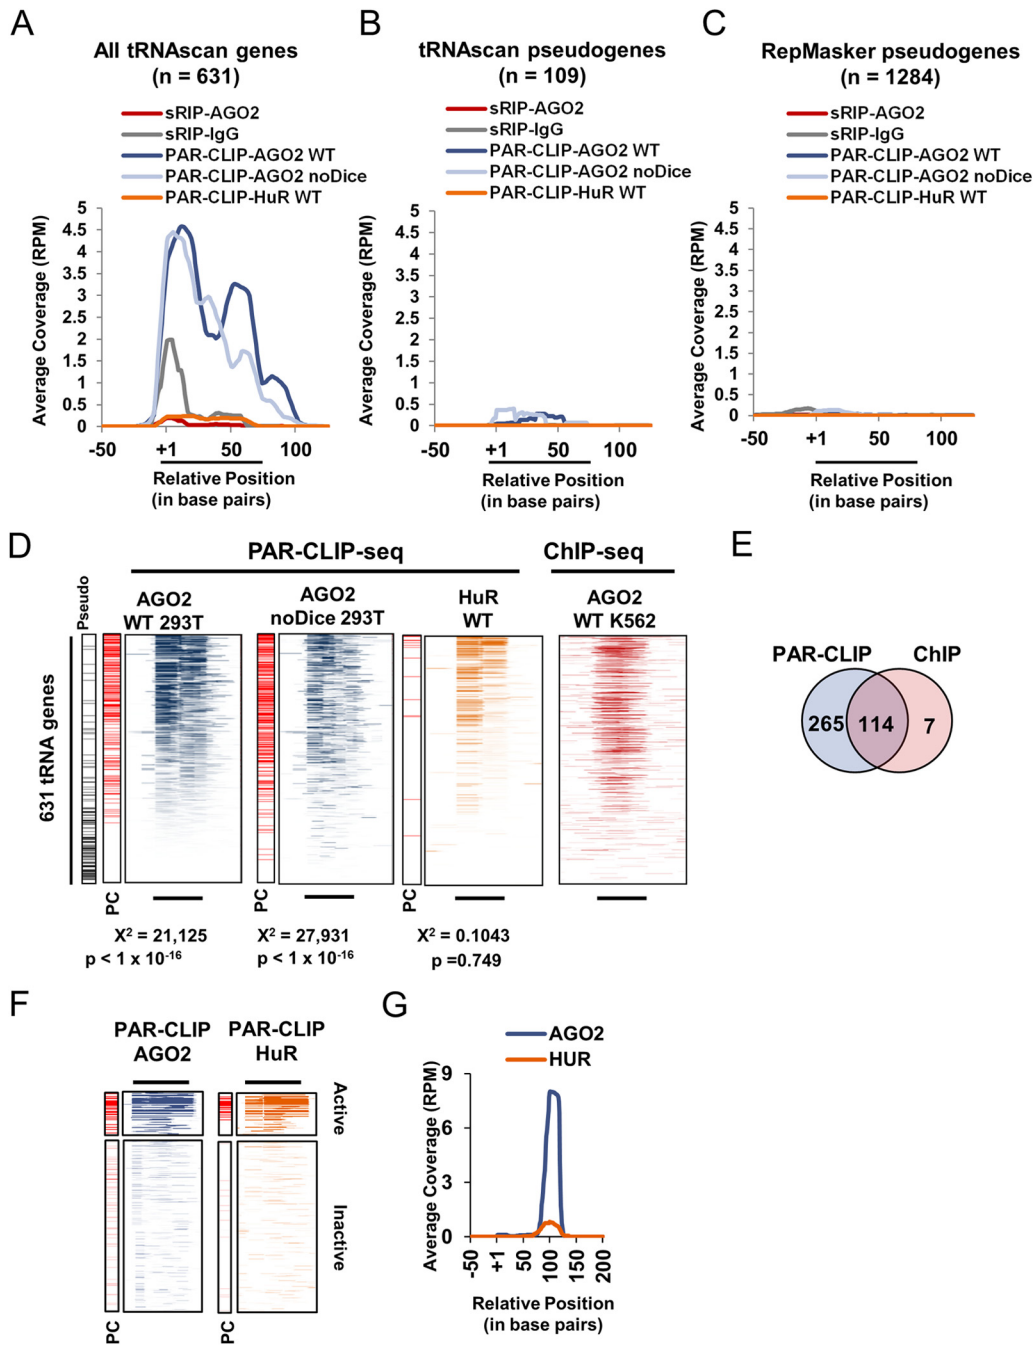 A
All tRNAscan genes
(n = 631)
sRIP-AGO2
sRIP-IgG
PAR-CLIP-AGO2 WT
PAR-CLIP-AGO2 noDice
PAR-CLIP-HuR WT
Average Coverage (RPM)
5
4.5
4
3.5
3
2.5
2
1.5
1
0.5
0
-50 +1 50 100
Relative Position
(in base pairs)
B
tRNAscan pseudogenes
(n = 109)
sRIP-AGO2
sRIP-IgG
PAR-CLIP-AGO2 WT
PAR-CLIP-AGO2 noDice
PAR-CLIP-HuR WT
Average Coverage (RPM)
5
4.5
4
3.5
3
2.5
2
1.5
1
0.5
0
-50 +1 50 100
Relative Position
(in base pairs)
C
RepMasker pseudogenes
(n = 1284)
sRIP-AGO2
sRIP-IgG
PAR-CLIP-AGO2 WT
PAR-CLIP-AGO2 noDice
PAR-CLIP-HuR WT
Average Coverage (RPM)
5
4.5
4
3.5
3
2.5
2
1.5
1
0.5
0
-50 +1 50 100
Relative Position
(in base pairs)
D
PAR-CLIP-seq
ChIP-seq
Pseudo
AGO2
WT 293T
AGO2
noDice 293T
HuR
WT
AGO2
WT K562
631 tRNA genes
PC
PC
PC
X² = 21,125
p < 1 x 10⁻¹⁶
X² = 27,931
p < 1 x 10⁻¹⁶
X² = 0.1043
p =0.749
E
PAR-CLIP ChIP
265 114 7
F
PAR-CLIP
AGO2
PAR-CLIP
HuR
Active
Inactive
PC
PC
G
AGO2
HUR
Average Coverage (RPM)
9
6
3
0
-50 +1 50 100 150 200
Relative Position
(in base pairs)